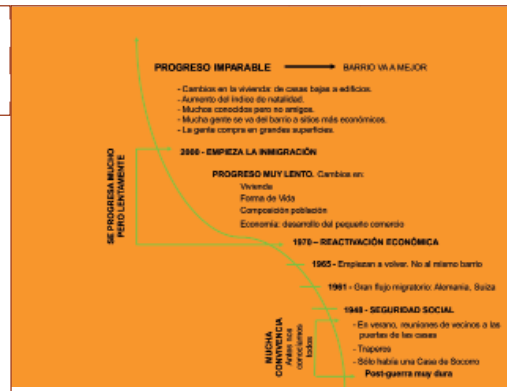 PROGRESO IMPARABLE
BARRIO VA A MEJOR
- Cambios en la vivienda: de casas bajas a edificios.
- Aumento del índice de natalidad.
- Muchos conocidos pero no amigos.
- Mucha gente se va del barrio a sitios más económicos.
- La gente compra en grandes superficies.
2000 - EMPIEZA LA INMIGRACIÓN
SE PROGRESA MUCHO
PERO LENTAMENTE
PROGRESO MUY LENTO. Cambios en:
Vivienda
Forma de Vida
Composición población
Economía: desarrollo del pequeño comercio
1970 – REACTIVACIÓN ECONÓMICA
1965 - Empiezan a volver. No al mismo barrio
1961 - Gran flujo migratorio: Alemania, Suiza
1948 - SEGURIDAD SOCIAL
MUCHA
CONVIVENCIA
Antes nos
conocíamos
todos
- En verano, reuniones de vecinos a las
puertas de las casas
- Traperos
- Sólo había una Casa de Socorro
Post-guerra muy dura